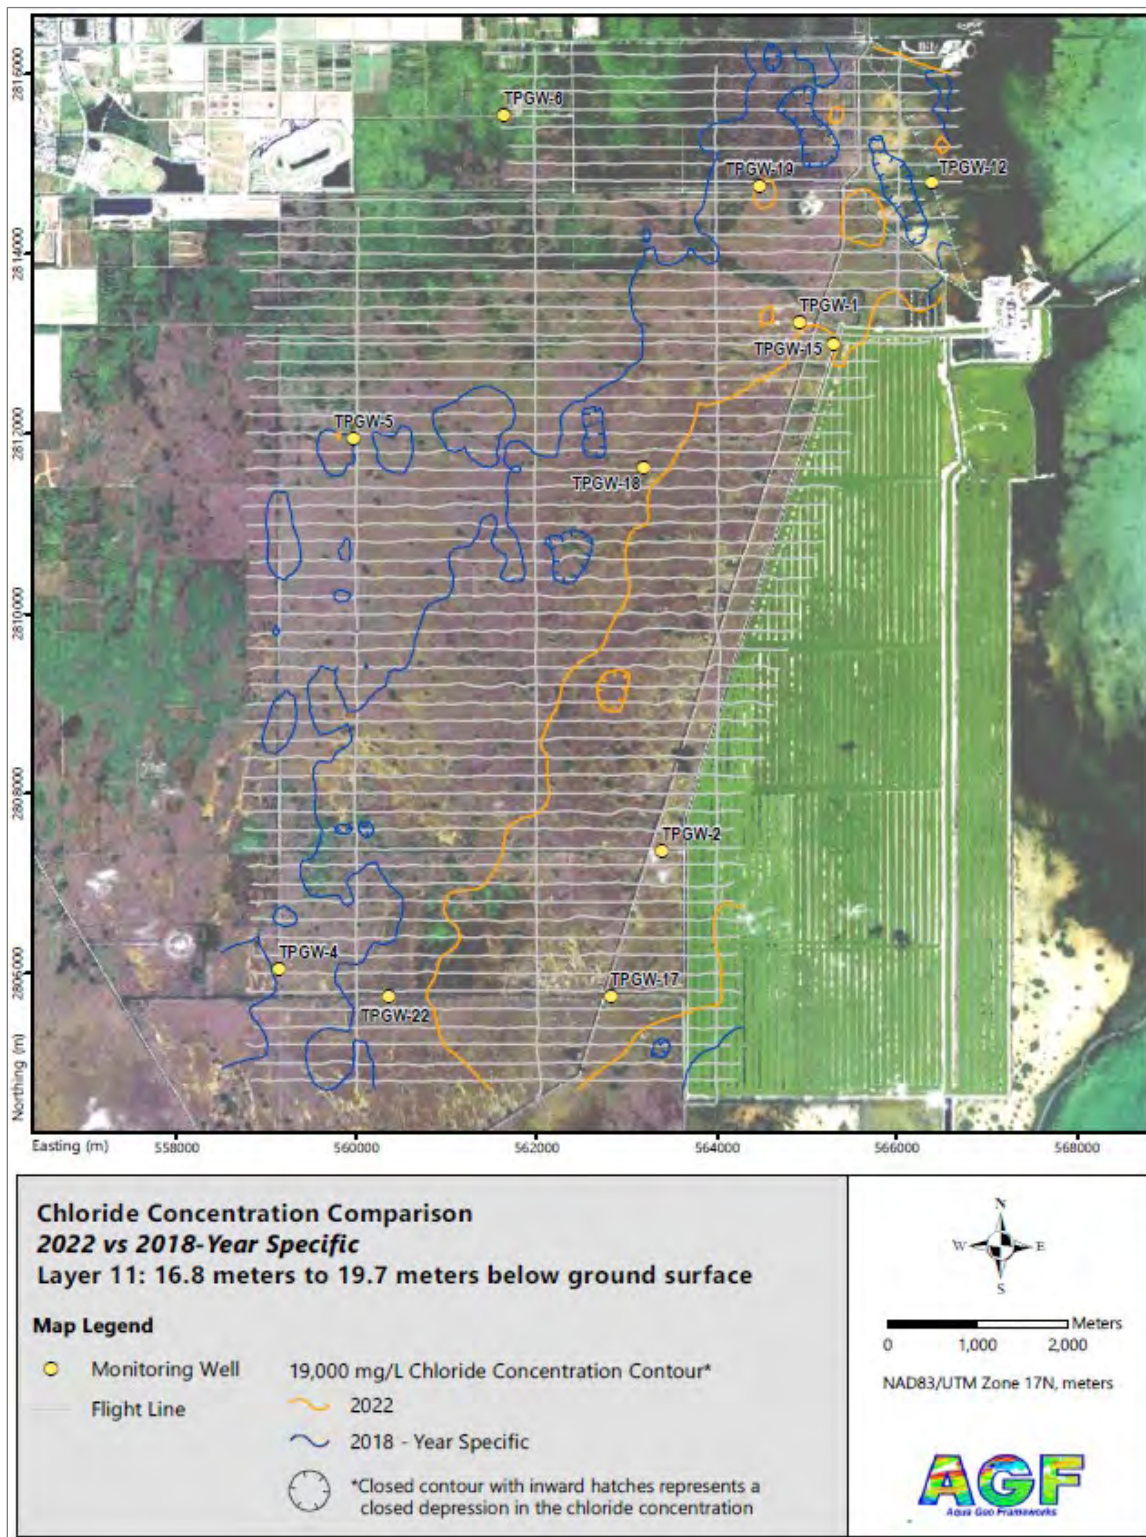 TPGW-6
TPGW-19
TPGW-12
TPGW-1
TPGW-15
TPGW-5
TPGW-18
TPGW-2
TPGW-4
TPGW-17
TPGW-22
2816000
2814000
2812000
2810000
2808000
2806000
Northing (m)
Easting (m)
558000
560000
562000
564000
566000
568000
Chloride Concentration Comparison
2022 vs 2018-Year Specific
Layer 11: 16.8 meters to 19.7 meters below ground surface
Map Legend
Monitoring Well
Flight Line
19,000 mg/L Chloride Concentration Contour*
2022
2018 - Year Specific
*Closed contour with inward hatches represents a
closed depression in the chloride concentration
N
W
E
S
Meters
0
1,000
2,000
NAD83/UTM Zone 17N, meters
AGF
Aqua Geo Frameworks